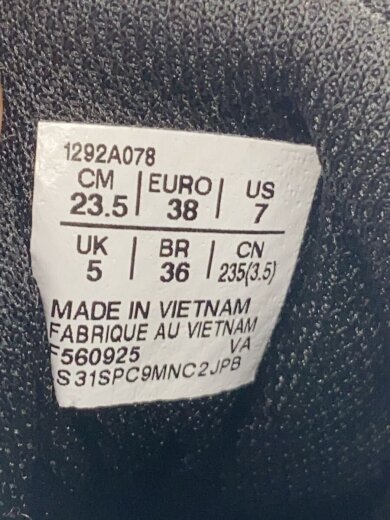 1292A078
CM | EURO | US
23.5 | 38 | 7
UK | BR | CN
5 | 36 | 235(3.5)
MADE IN VIETNAM
FABRIQUE AU VIETNAM
F560925 VA
S31SPC9MNC2JPB